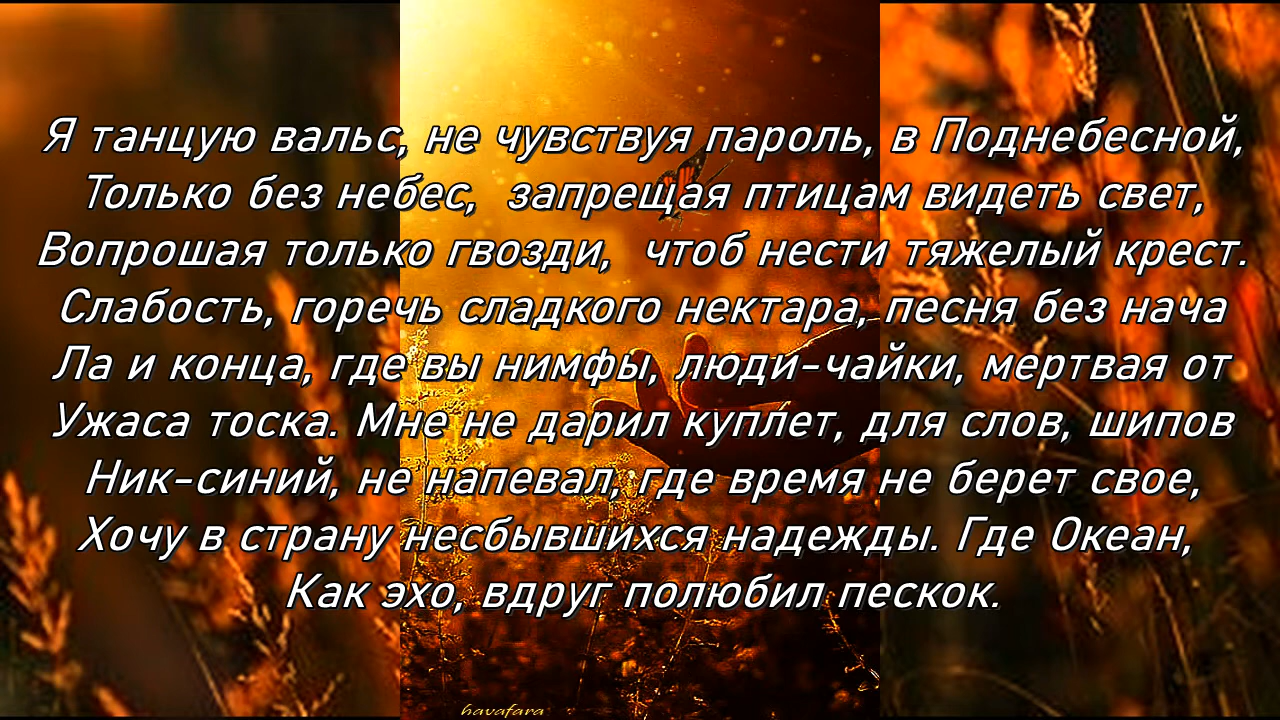 Я танцую вальс, не чувствуя пароль, в Поднебесной,
Только без небес,  запрещая птицам видеть свет,
Вопрошая только гвозди,  чтоб нести тяжелый крест.
Слабость, горечь сладкого нектара, песня без нача
Ла и конца, где вы нимфы, люди-чайки, мертвая от
Ужаса тоска. Мне не дарил куплет, для слов, шипов
Ник-синий, не напевал, где время не берет свое,
Хочу в страну несбывшихся надежды. Где Океан,
Как эхо, вдруг полюбил пескок.
havafara